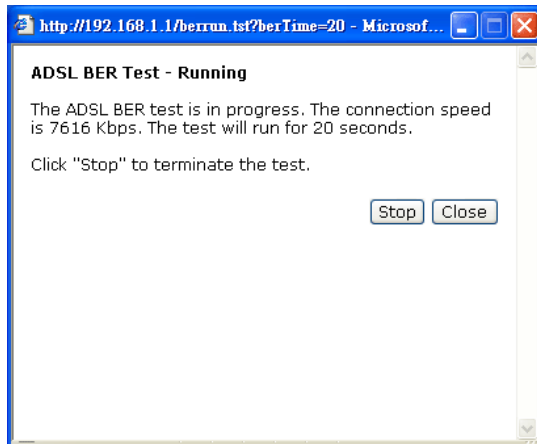 http://192.168.1.1/berrun.tst?berTime=20 - Microsof...
ADSL BER Test - Running
The ADSL BER test is in progress. The connection speed
is 7616 Kbps. The test will run for 20 seconds.
Click "Stop" to terminate the test.
Stop Close